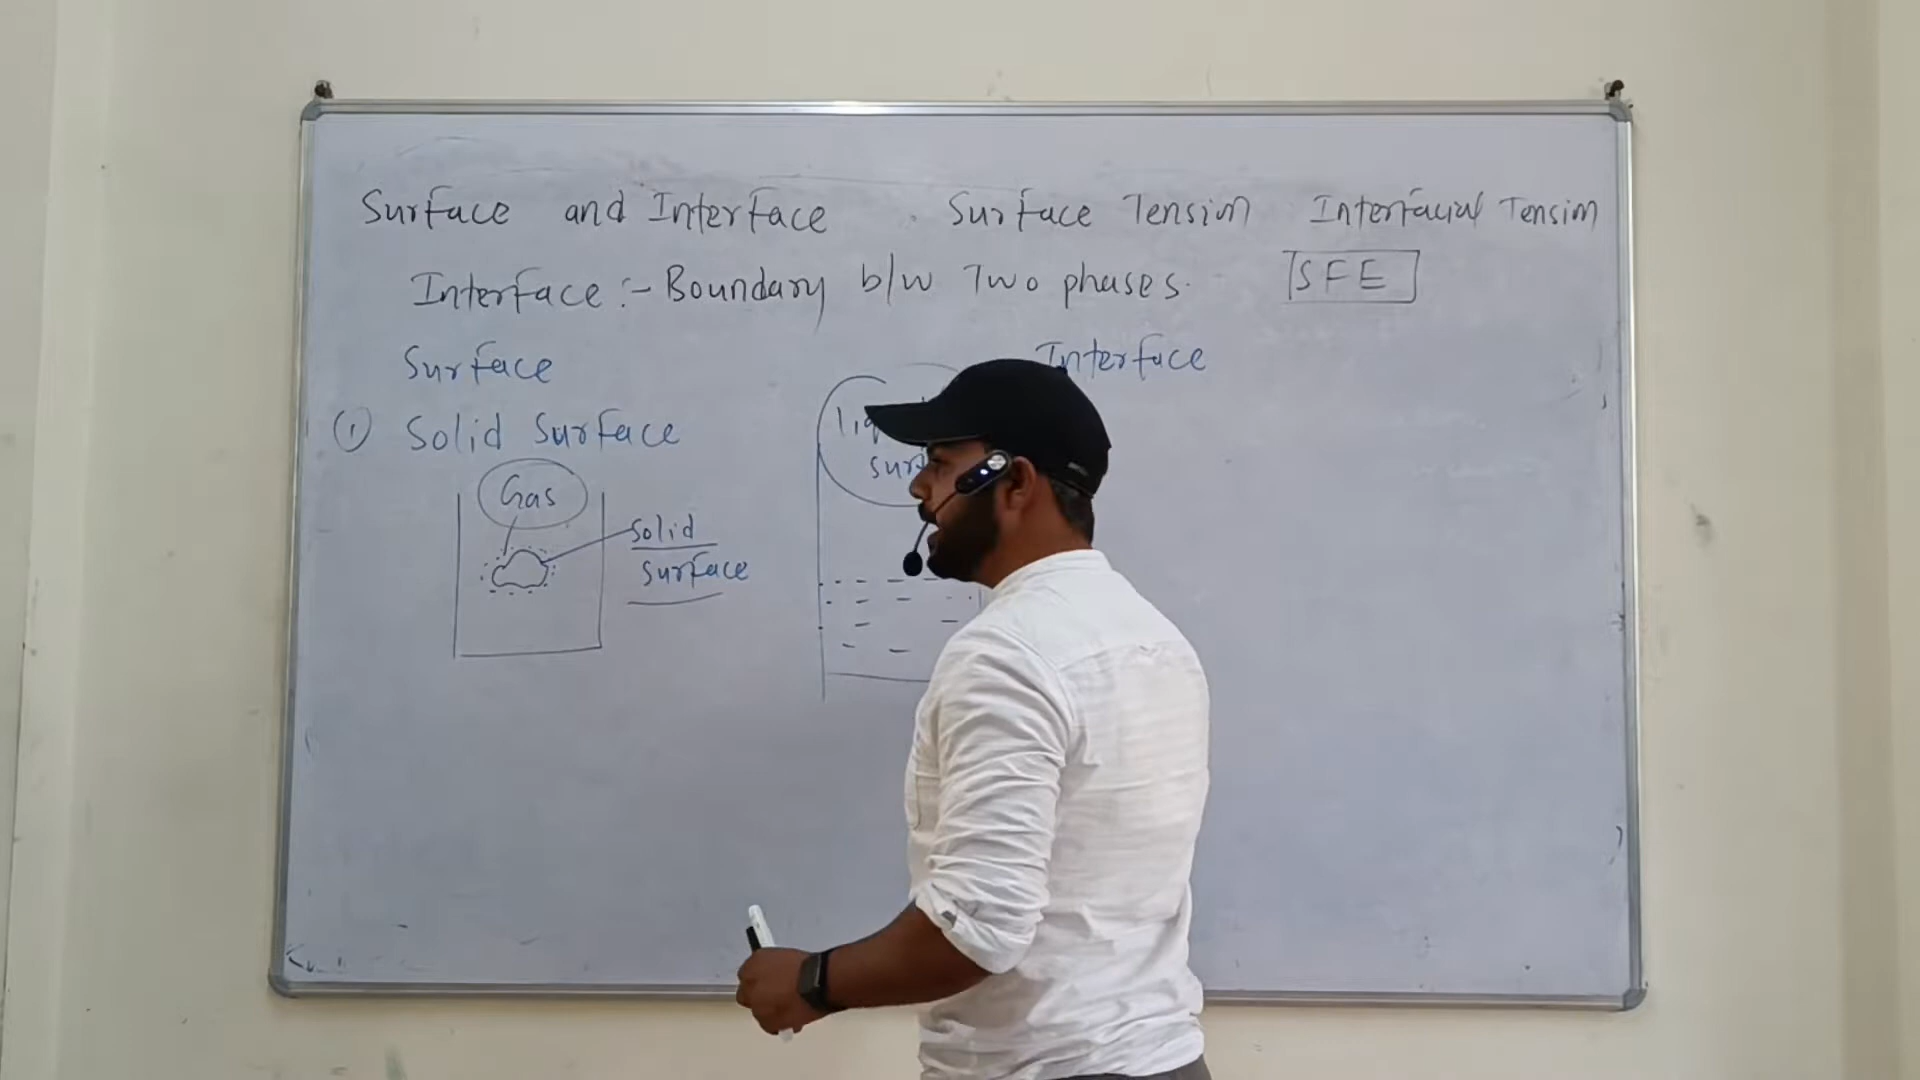 Surface and Interface Surface Tension Interfacial Tension
Interface :- Boundary b/w Two phases. SFE
Surface Interface
① Solid Surface
Gas
Solid
surface